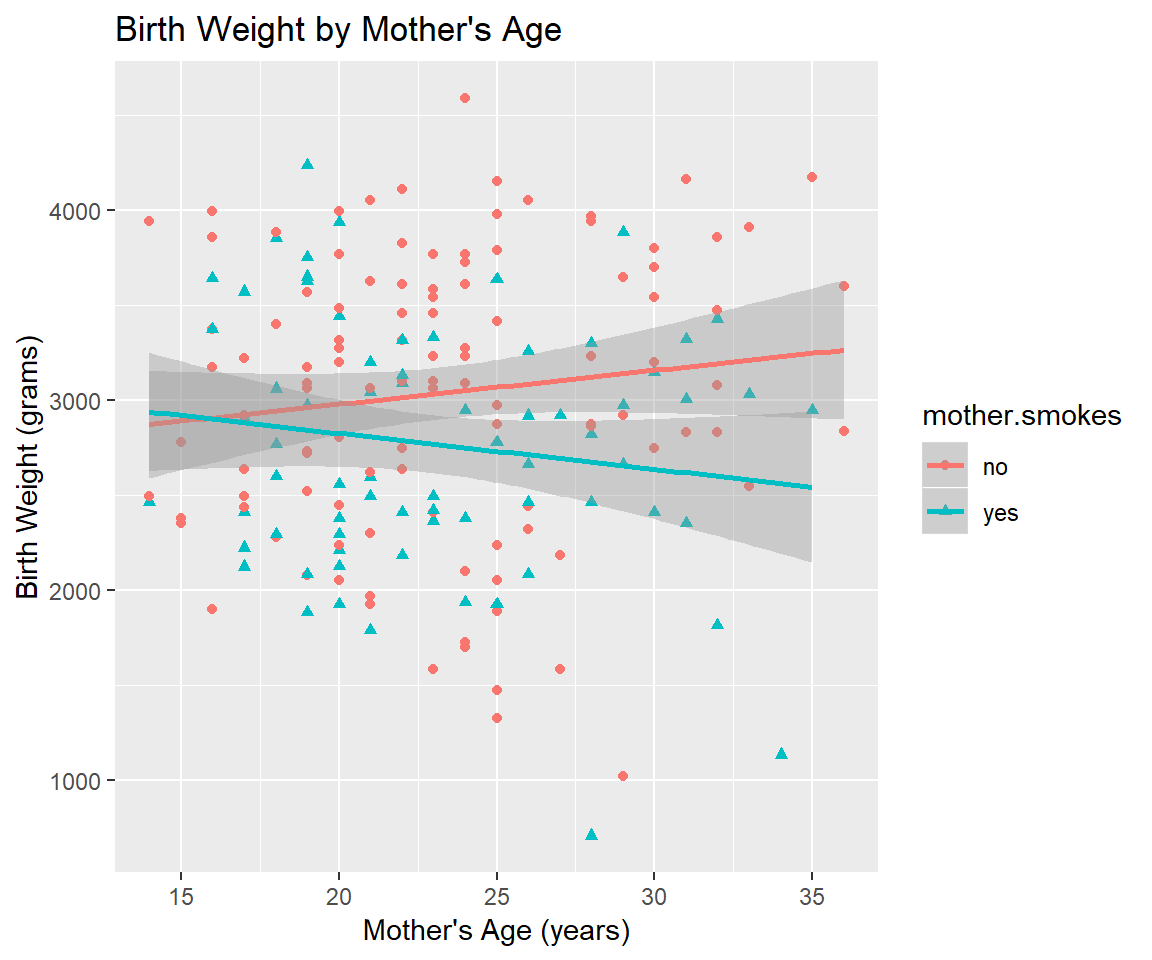 Birth Weight by Mother's Age
Birth Weight (grams)
4000
3000
2000
1000
15 20 25 30 35
Mother's Age (years)
mother.smokes
no
yes